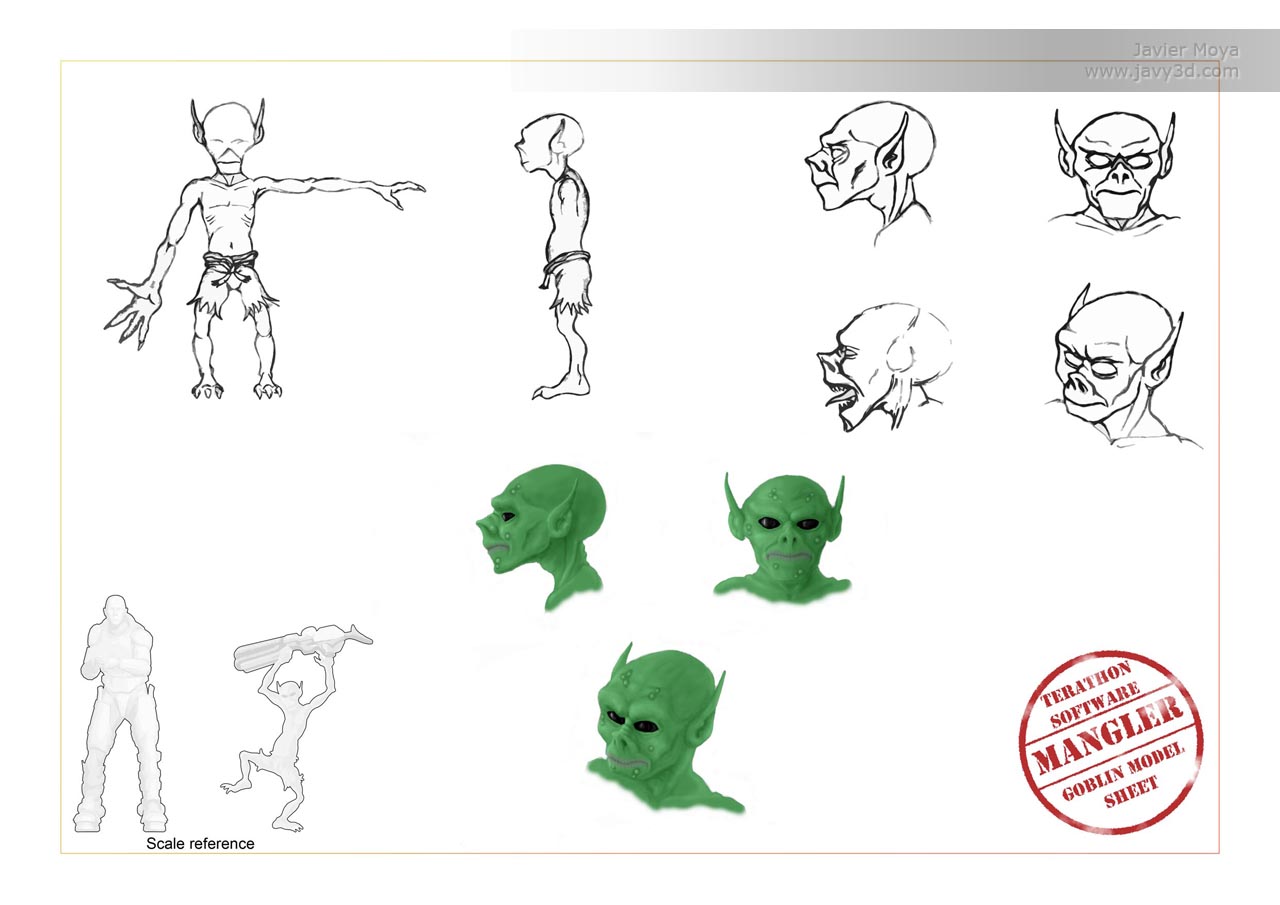 Javier Moya
www.javy3d.com
TERATHON
SOFTWARE
MANGLER
GOBLIN MODEL
SHEET
Scale reference